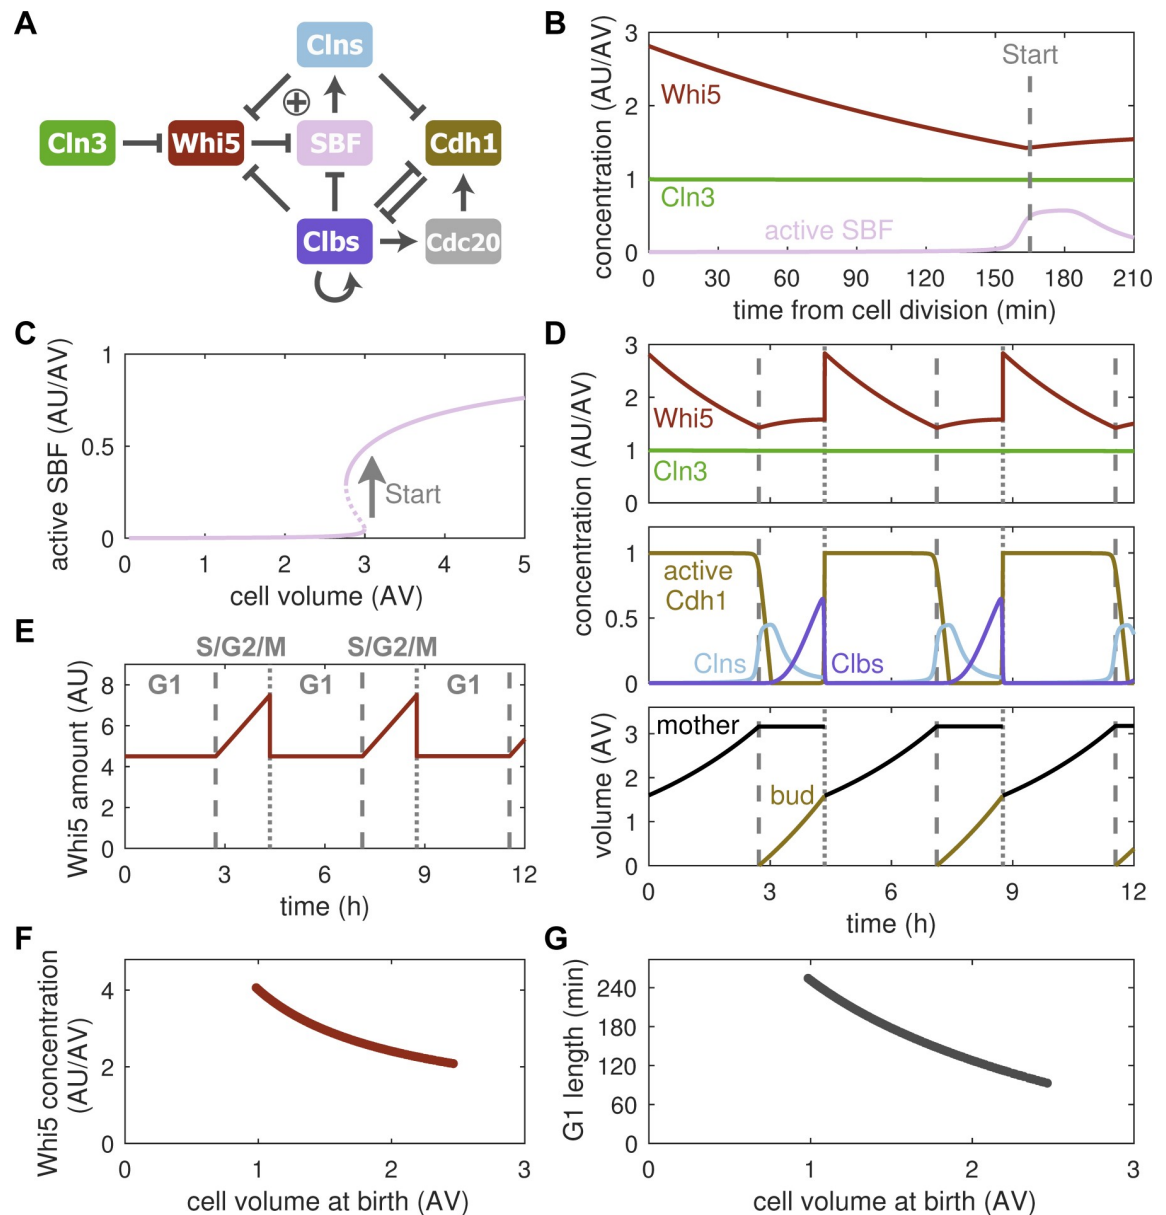 A
Clns
Cln3
Whi5
SBF
Cdh1
Clbs
Cdc20
B
concentration (AU/AV)
3
2
1
0
Whi5
Start
Cln3
active SBF
0 30 60 90 120 150 180 210
time from cell division (min)
C
active SBF (AU/AV)
1
0.5
0
Start
0 1 2 3 4 5
cell volume (AV)
D
concentration (AU/AV)
3
2
1
0
Whi5
Cln3
1
0.5
0
active
Cdh1
Clns
Clbs
volume (AV)
3
2
1
0
mother
bud
0 3 6 9 12
time (h)
E
S/G2/M S/G2/M
G1 G1 G1
Whi5 amount (AU)
8
6
4
2
0
0 3 6 9 12
time (h)
F
Whi5 concentration
(AU/AV)
4
2
0
0 1 2 3
cell volume at birth (AV)
G
G1 length (min)
240
180
120
60
0
0 1 2 3
cell volume at birth (AV)